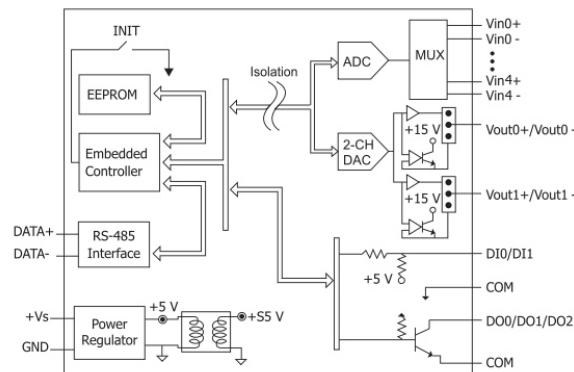 INIT
EEPROM
Embedded
Controller
DATA+
DATA-
RS-485
Interface
+Vs
GND
Power
Regulator
+5 V
+S5 V
Isolation
ADC
MUX
Vin0+
Vin0 -
Vin4+
Vin4 -
2-CH
DAC
+15 V
Vout0+/Vout0 -
+15 V
Vout1+/Vout1 -
+5 V
DI0/DI1
COM
DO0/DO1/DO2
COM